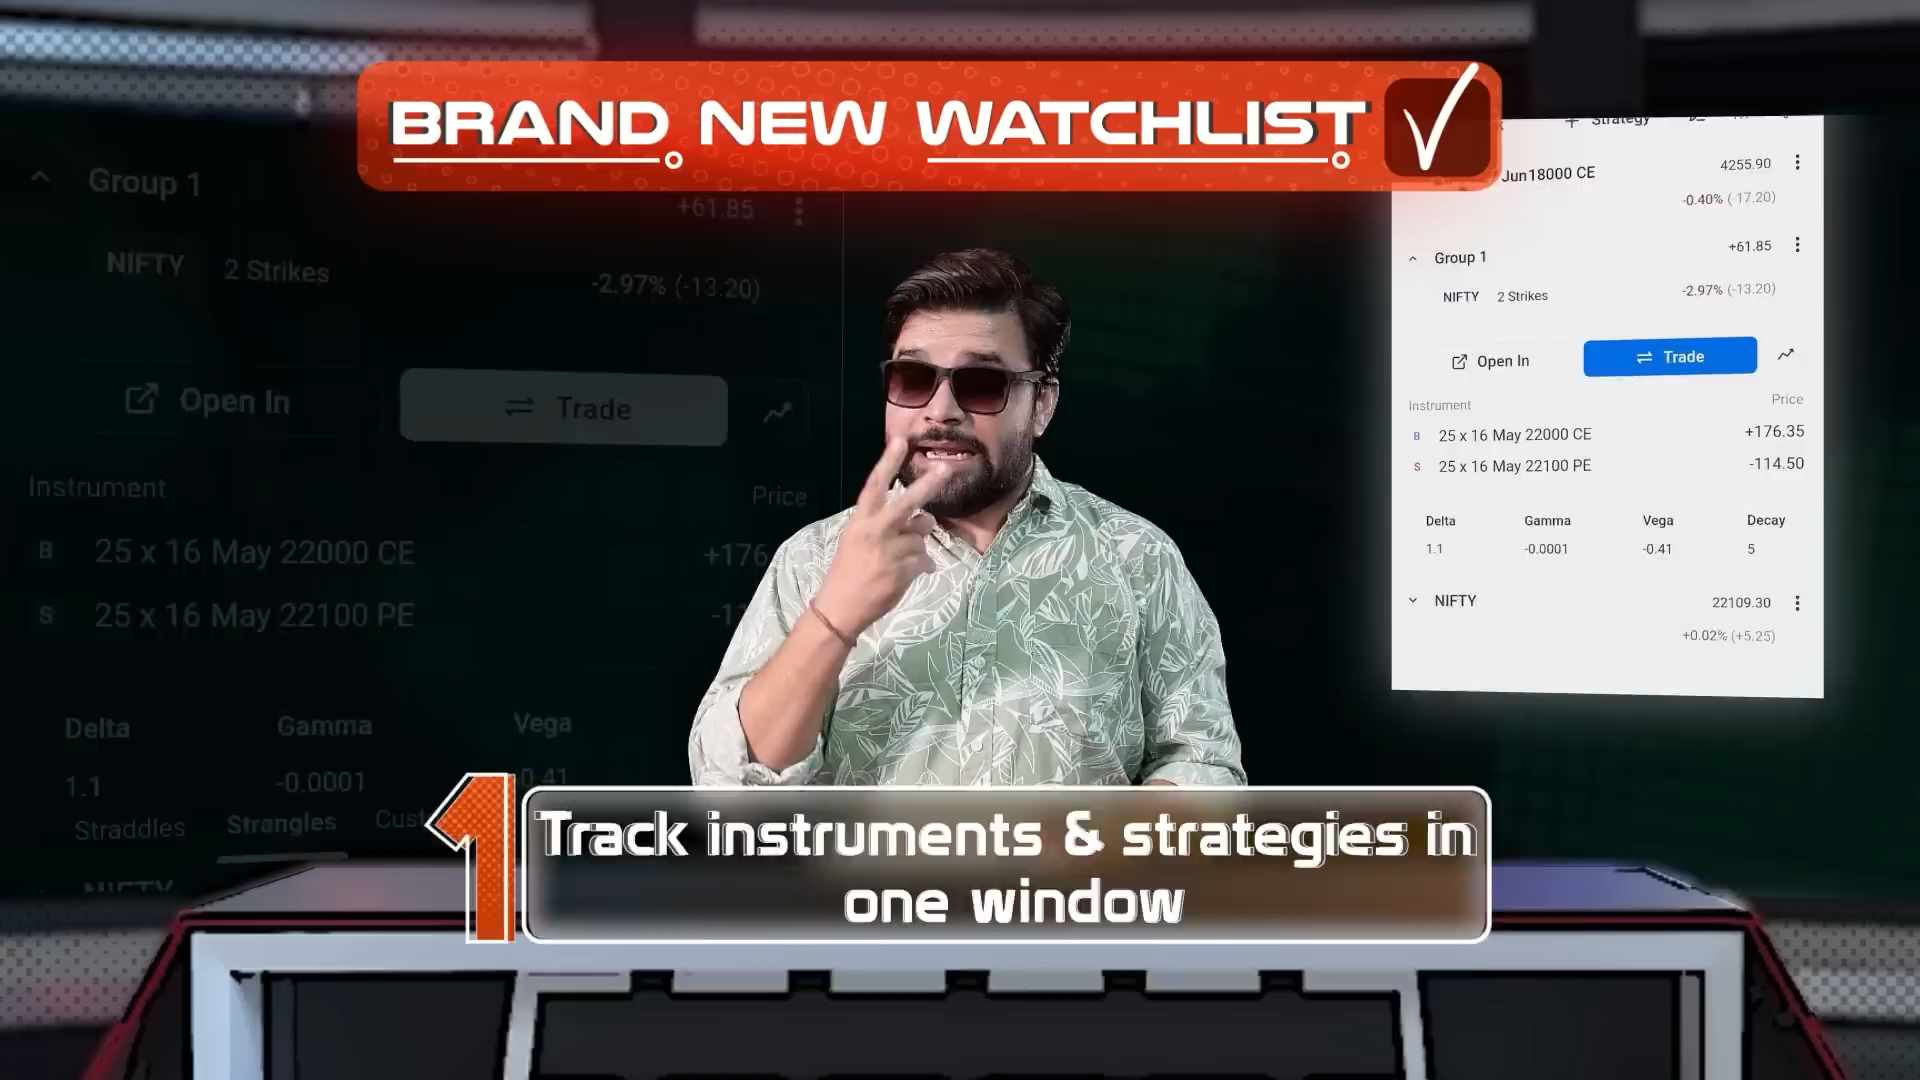 BRAND NEW WATCHLIST
Strategy
Jun18000 CE 4255.90
-0.40% (-17.20)
Group 1 +61.85
NIFTY 2 Strikes -2.97% (-13.20)
Open In Trade
Instrument Price
B 25 x 16 May 22000 CE +176.35
S 25 x 16 May 22100 PE -114.50
Delta Gamma Vega Decay
1.1 -0.0001 -0.41 5
NIFTY 22109.30
+0.02% (+5.25)
Group 1 +61.85
NIFTY 2 Strikes -2.97% (-13.20)
Open In Trade
Instrument Price
B 25 x 16 May 22000 CE +176
S 25 x 16 May 22100 PE -11
Delta Gamma Vega
1.1 -0.0001 0.41
Straddles Strangles
1 Track instruments & strategies in
one window